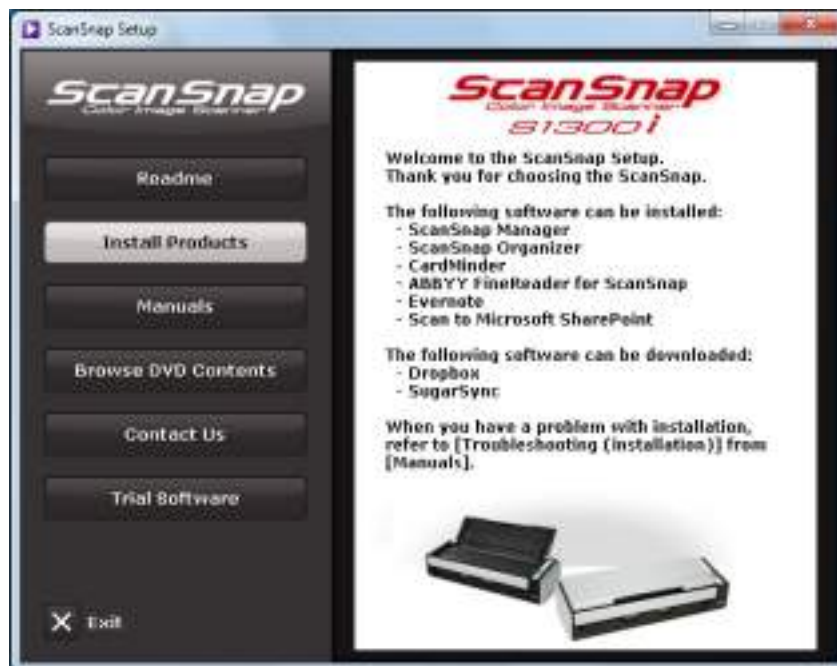 ScanSnap Setup
ScanSnap
Color Image Scanner
Readme
Install Products
Manuals
Browse DVD Contents
Contact Us
Trial Software
Exit
ScanSnap
Color Image Scanner
S1300i
Welcome to the ScanSnap Setup.
Thank you for choosing the ScanSnap.
The following software can be installed:
- ScanSnap Manager
- ScanSnap Organizer
- CardMinder
- ABBYY FineReader for ScanSnap
- Evernote
- Scan to Microsoft SharePoint
The following software can be downloaded:
- Dropbox
- SugarSync
When you have a problem with installation,
refer to [Troubleshooting (installation)] from
[Manuals].